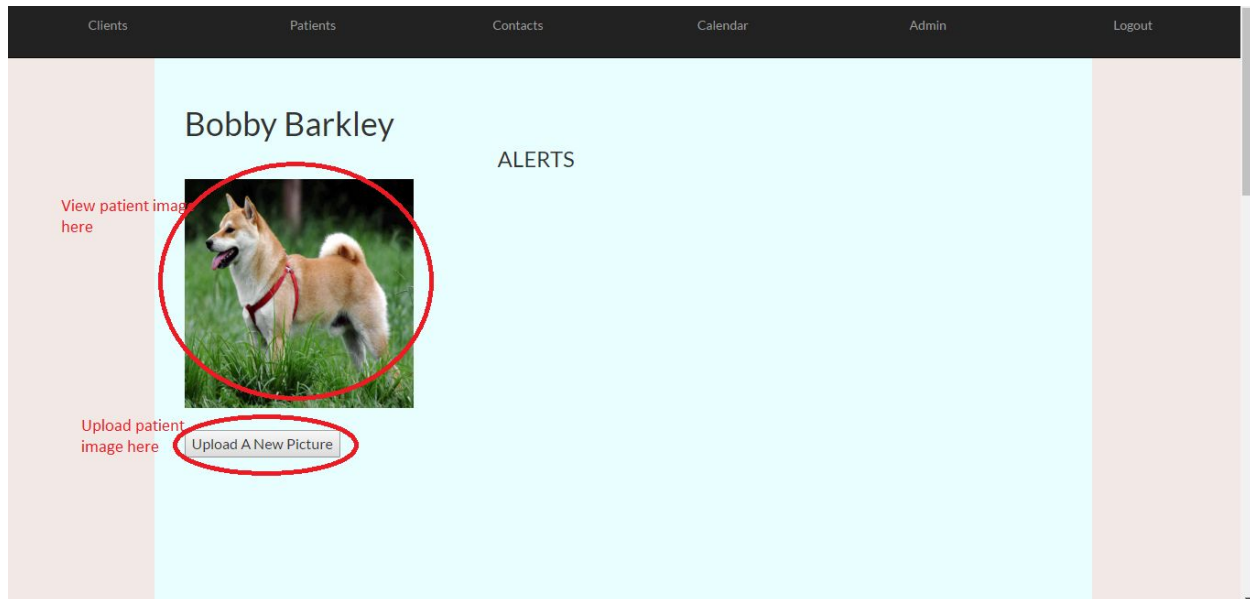 Clients Patients Contacts Calendar Admin Logout
Bobby Barkley
ALERTS
View patient image
here
Upload patient
image here
Upload A New Picture